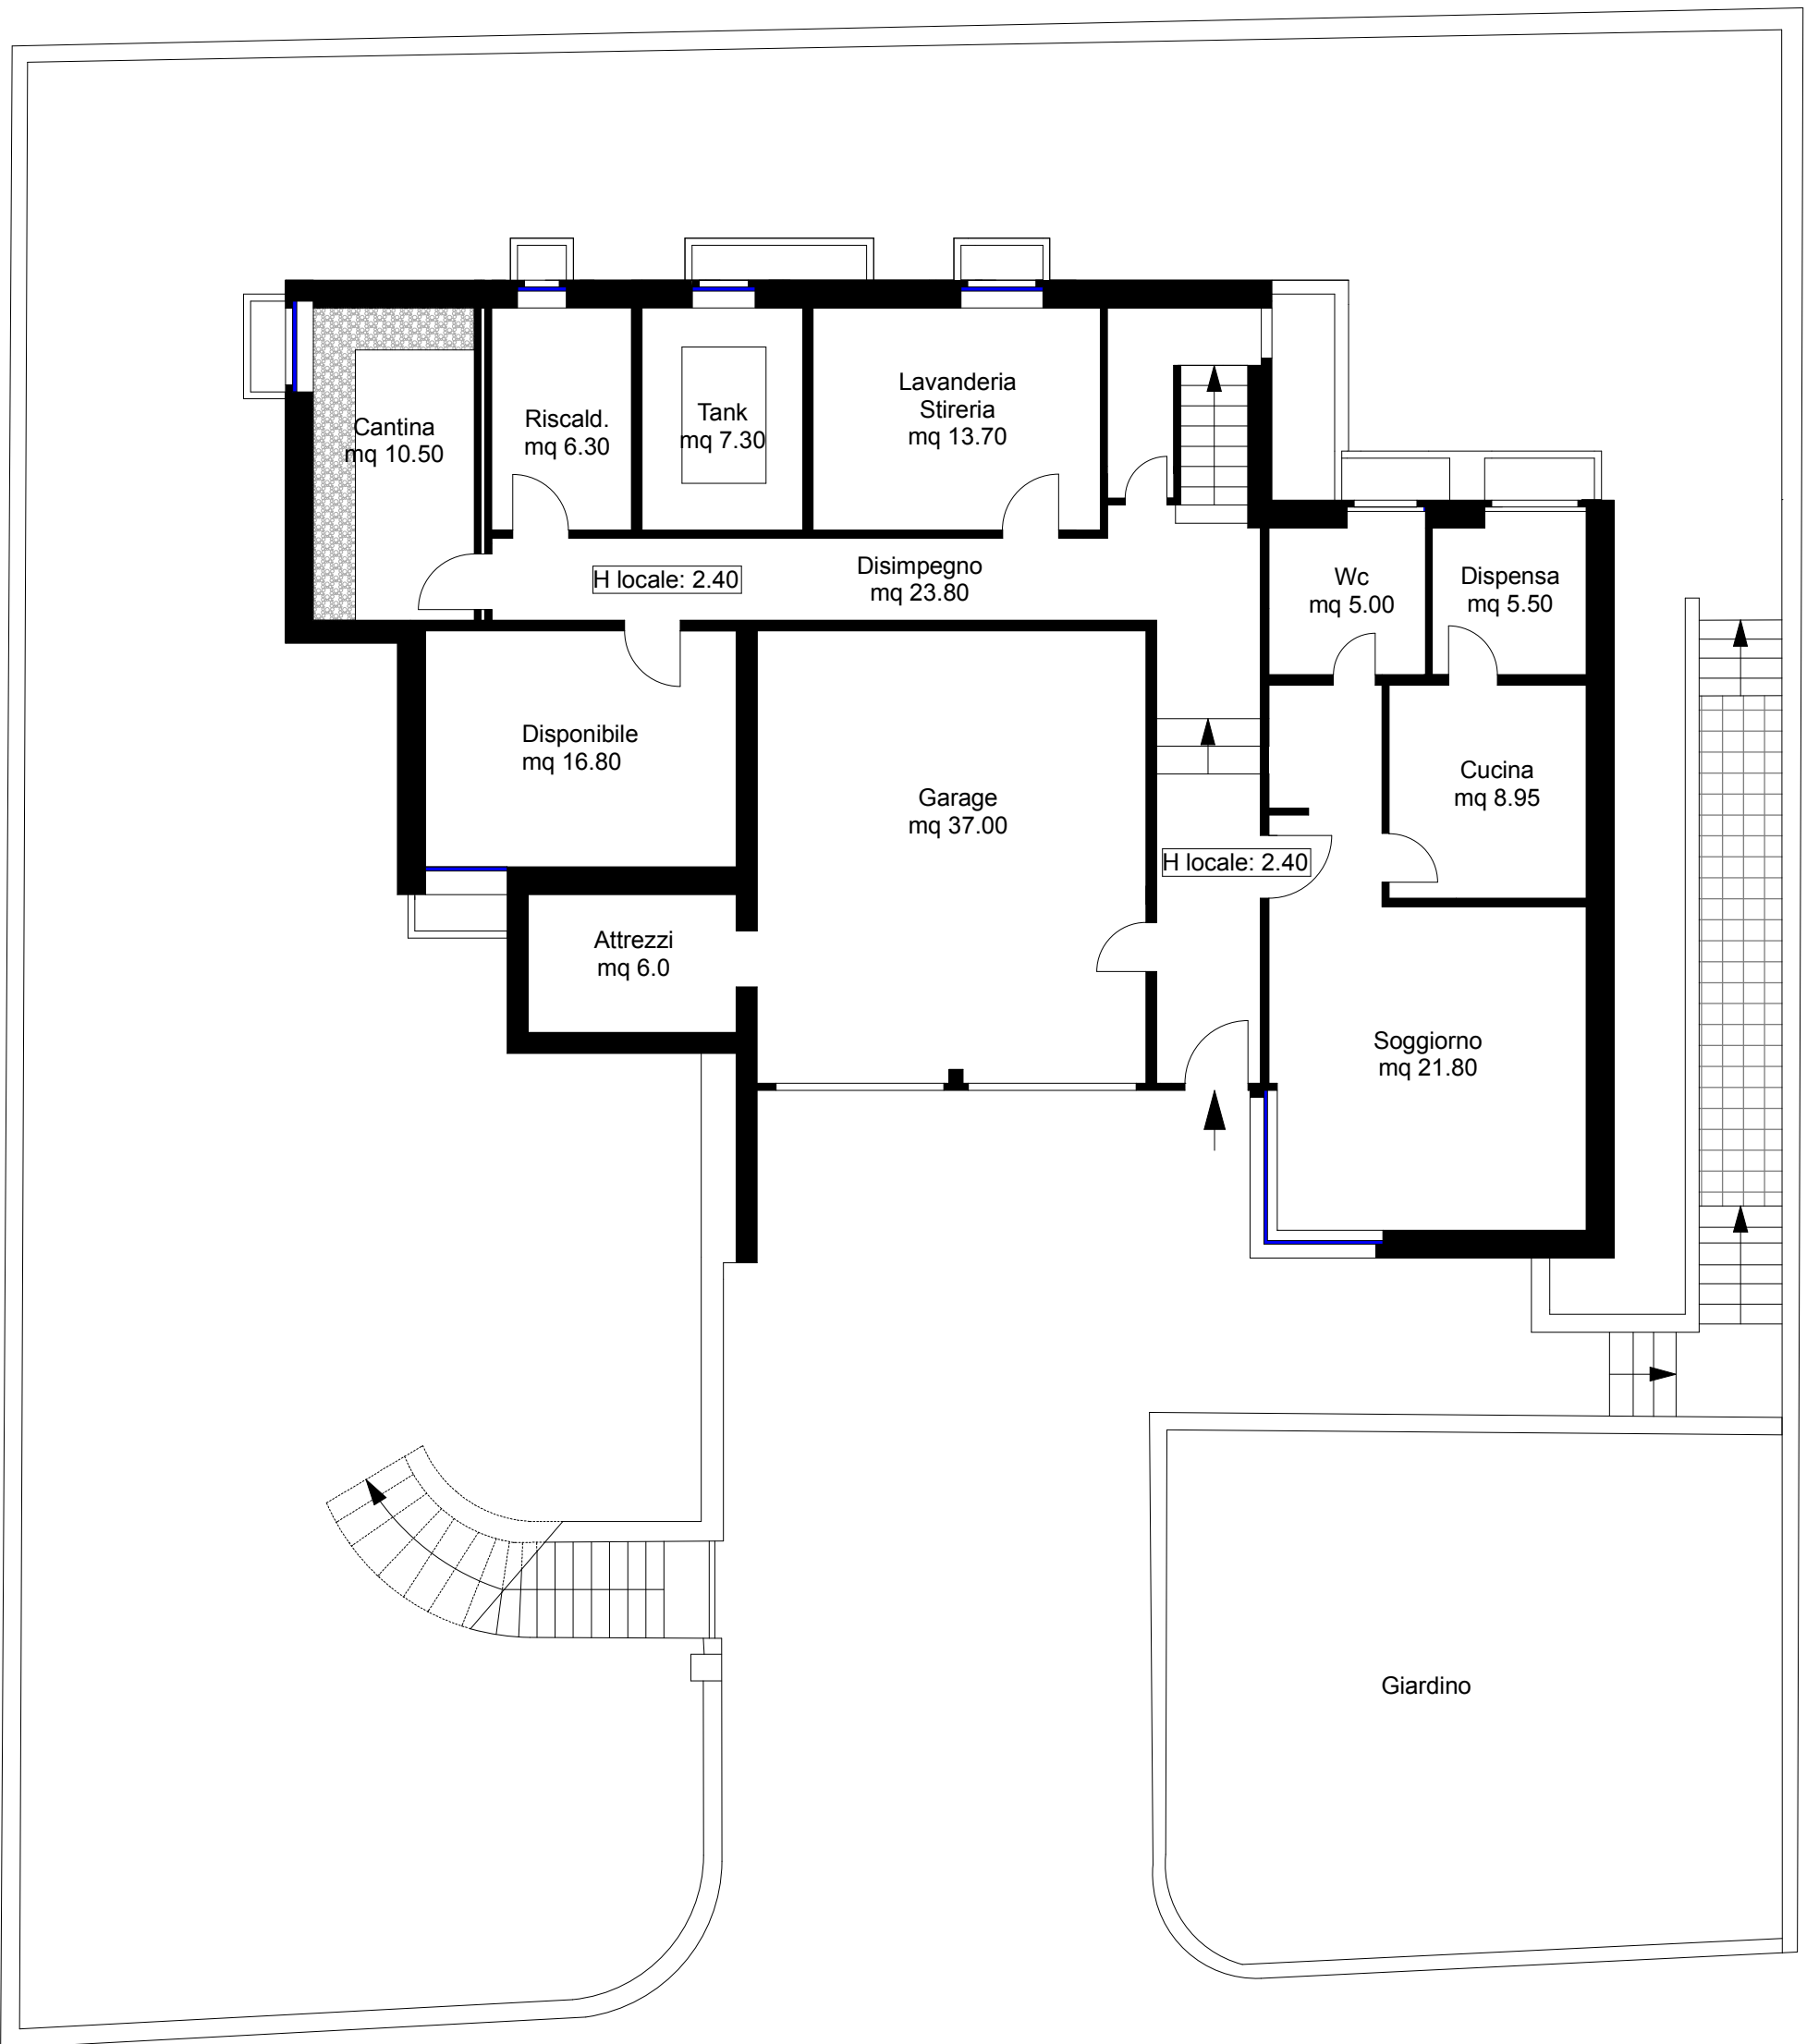 Cantina
mq 10.50
Riscald.
mq 6.30
Tank
mq 7.30
Lavanderia
Stireria
mq 13.70
H locale: 2.40
Disimpegno
mq 23.80
Wc
mq 5.00
Dispensa
mq 5.50
Disponibile
mq 16.80
Garage
mq 37.00
Cucina
mq 8.95
H locale: 2.40
Attrezzi
mq 6.0
Soggiorno
mq 21.80
Giardino